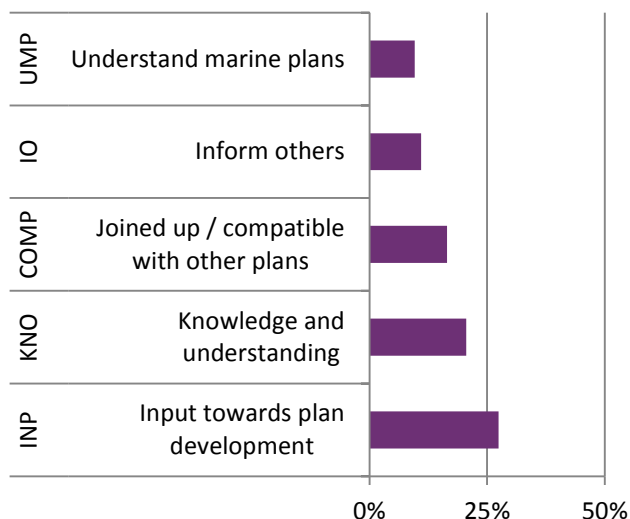 UMP
Understand marine plans
IO
Inform others
COMP
Joined up / compatible
with other plans
KNO
Knowledge and
understanding
INP
Input towards plan
development
0%
25%
50%